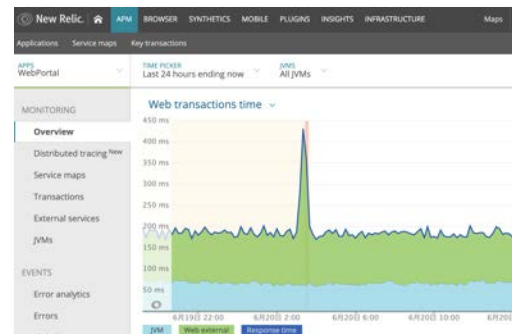 New Relic. APM BROWSER SYNTHETICS MOBILE PLUGINS INSIGHTS INFRASTRUCTURE Maps
Applications Service maps Key transactions
APPS TIME PICKER JVMS
WebPortal Last 24 hours ending now All JVMs
MONITORING
Overview
Distributed tracing New
Service maps
Transactions
External services
JVMs
EVENTS
Error analytics
Errors
Web transactions time
450 ms
400 ms
350 ms
300 ms
250 ms
200 ms
150 ms
100 ms
50 ms
6月19日 22:00 6月20日 2:00 6月20日 6:00 6月20日 10:00 6月20日
JVM Web external Response time